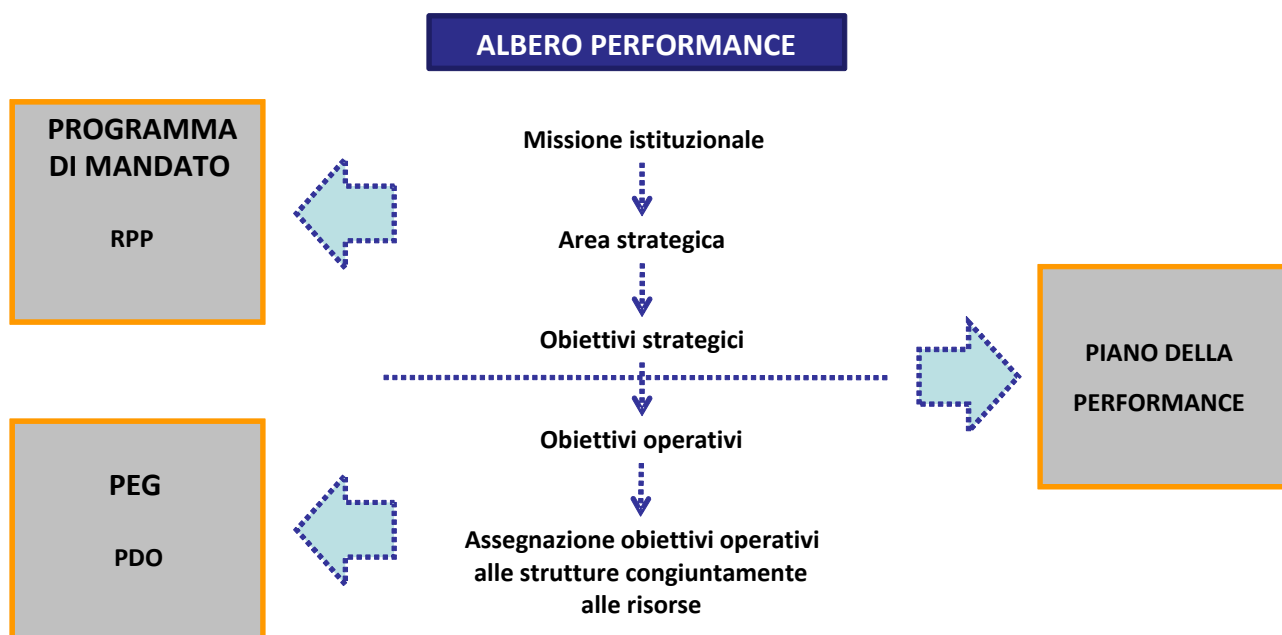 ALBERO PERFORMANCE
PROGRAMMA
DI MANDATO
RPP
Missione istituzionale
Area strategica
Obiettivi strategici
PIANO DELLA
PERFORMANCE
Obiettivi operativi
PEG
PDO
Assegnazione obiettivi operativi
alle strutture congiuntamente
alle risorse